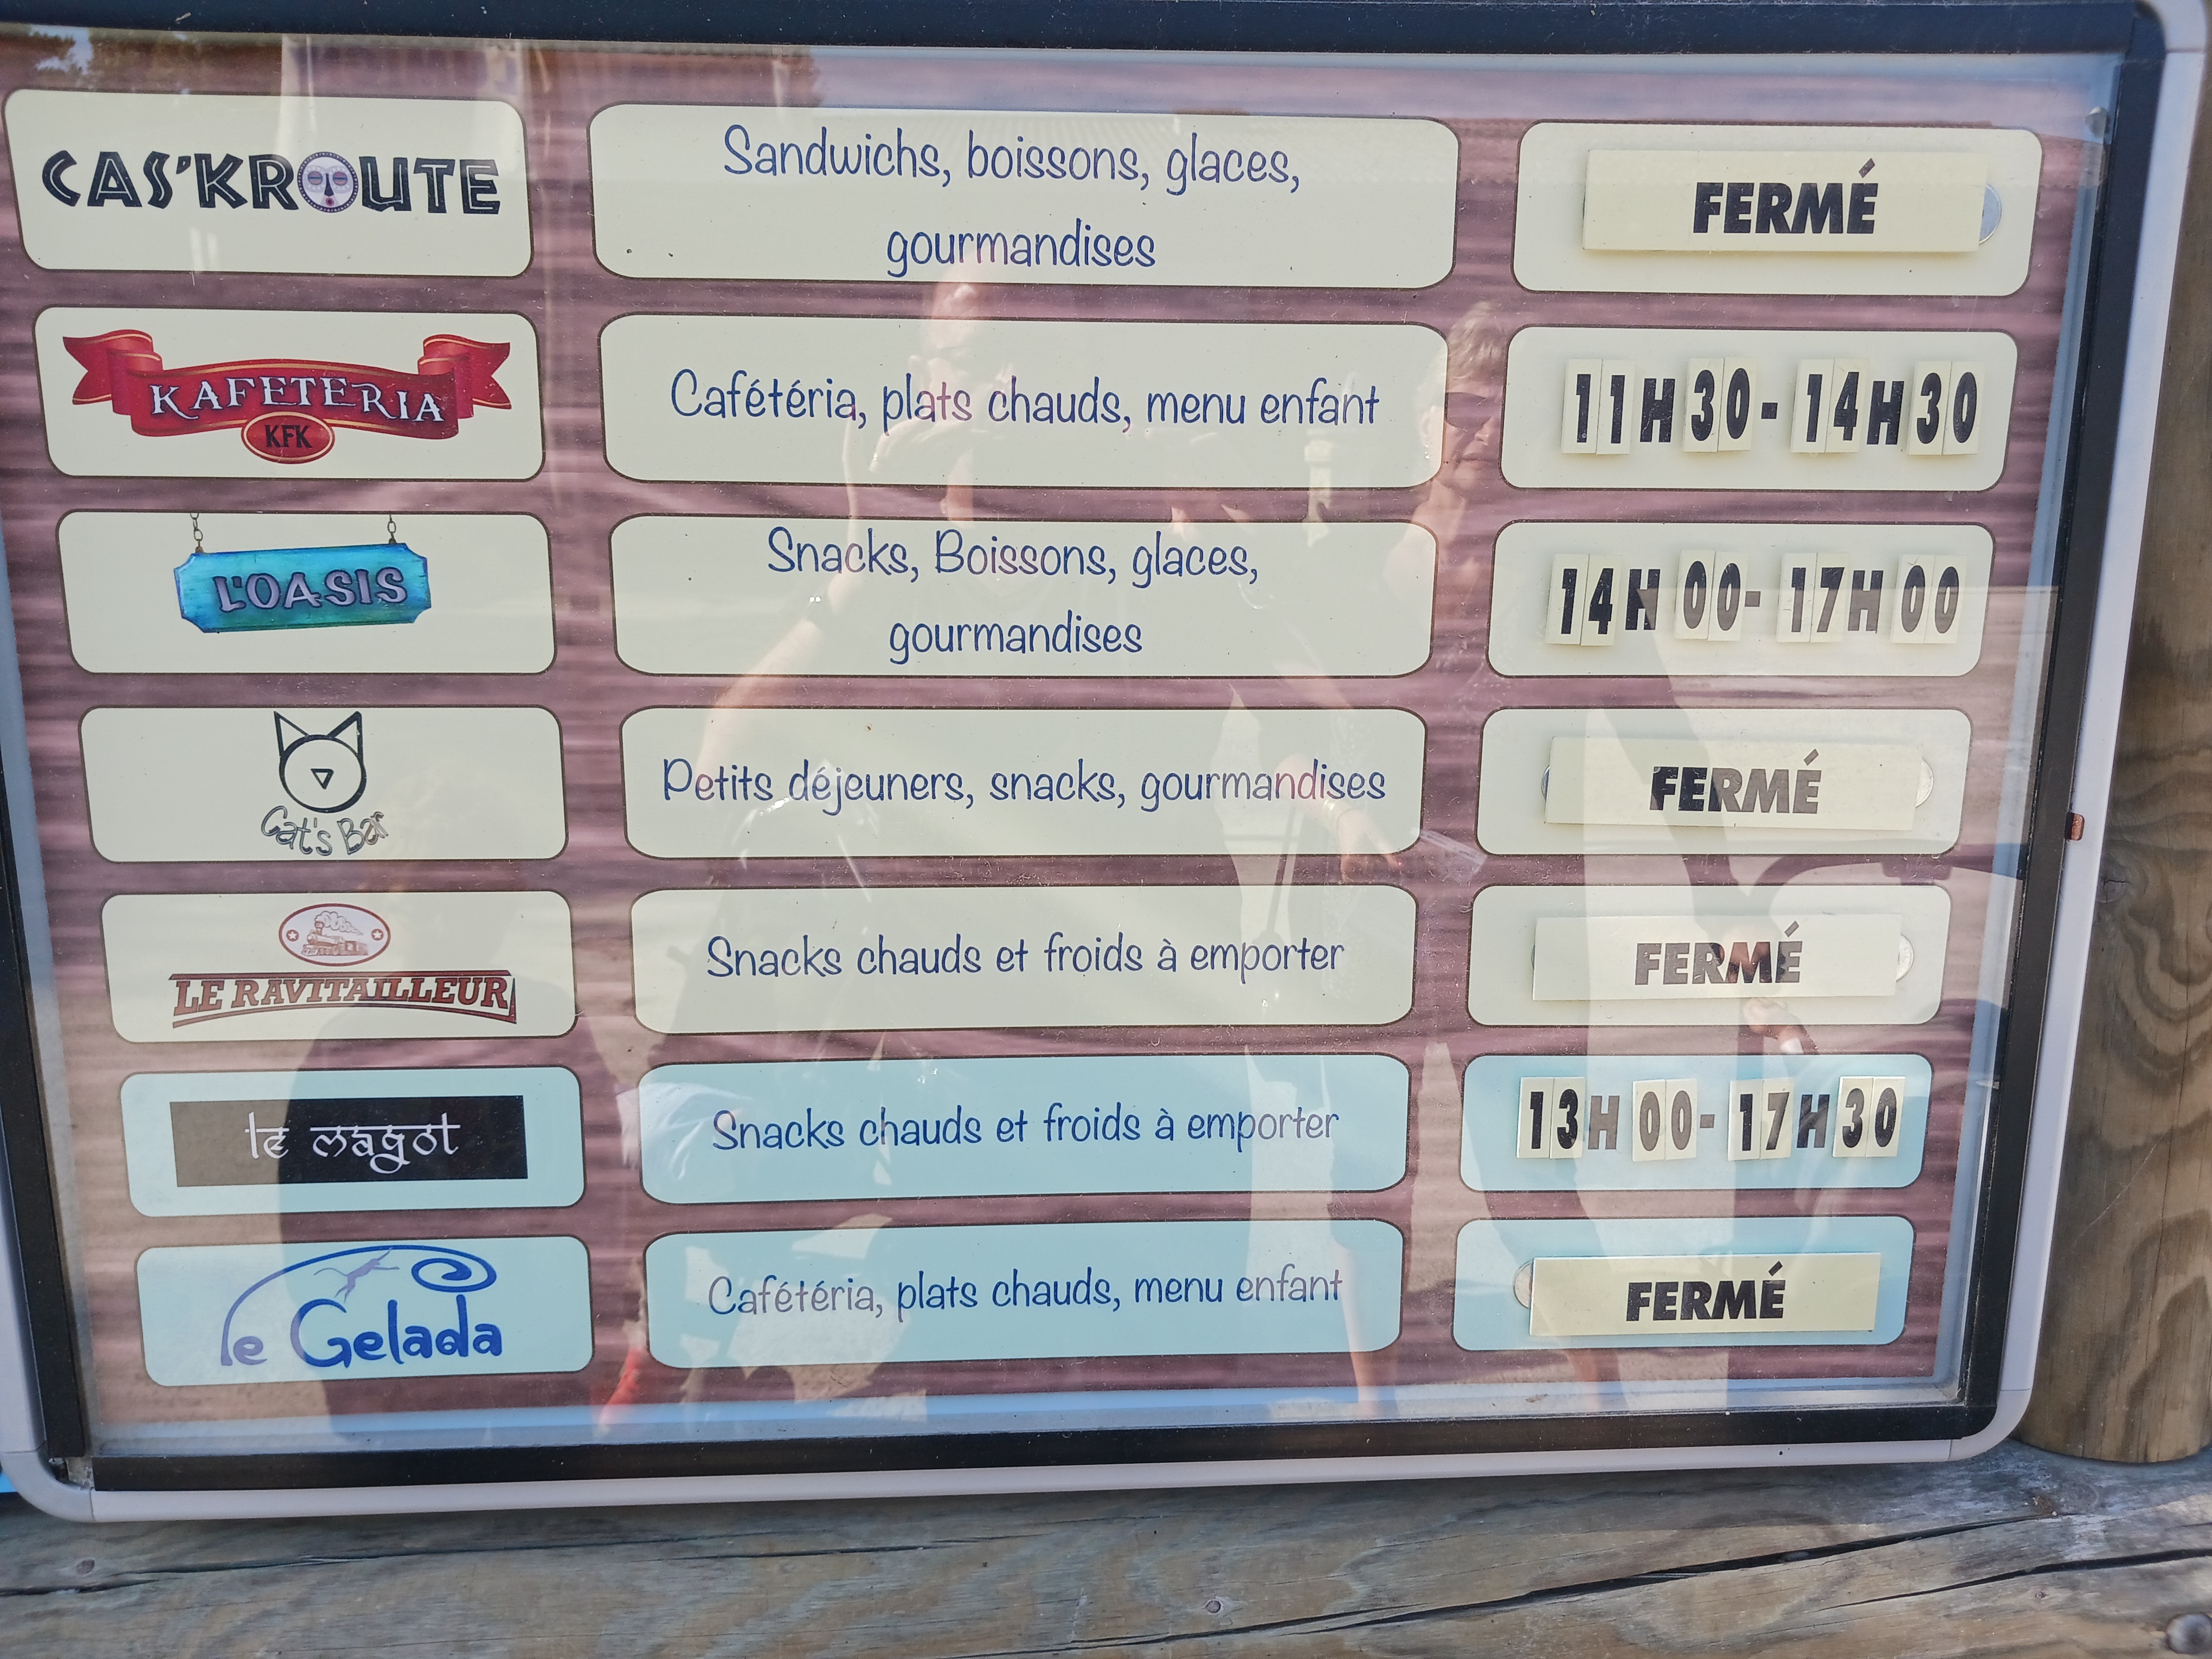 CAS'KROUTE
Sandwichs, boissons, glaces,
gourmandises
FERMÉ
KAFETERIA
KFK
Cafétéria, plats chauds, menu enfant
11H30-14H30
L'OASIS
Snacks, Boissons, glaces,
gourmandises
14H00-17H00
Cat's Bar
Petits déjeuners, snacks, gourmandises
FERMÉ
LE RAVITAILLEUR
Snacks chauds et froids à emporter
FERMÉ
le magot
Snacks chauds et froids à emporter
13H00-17H30
le Gelada
Cafétéria, plats chauds, menu enfant
FERMÉ